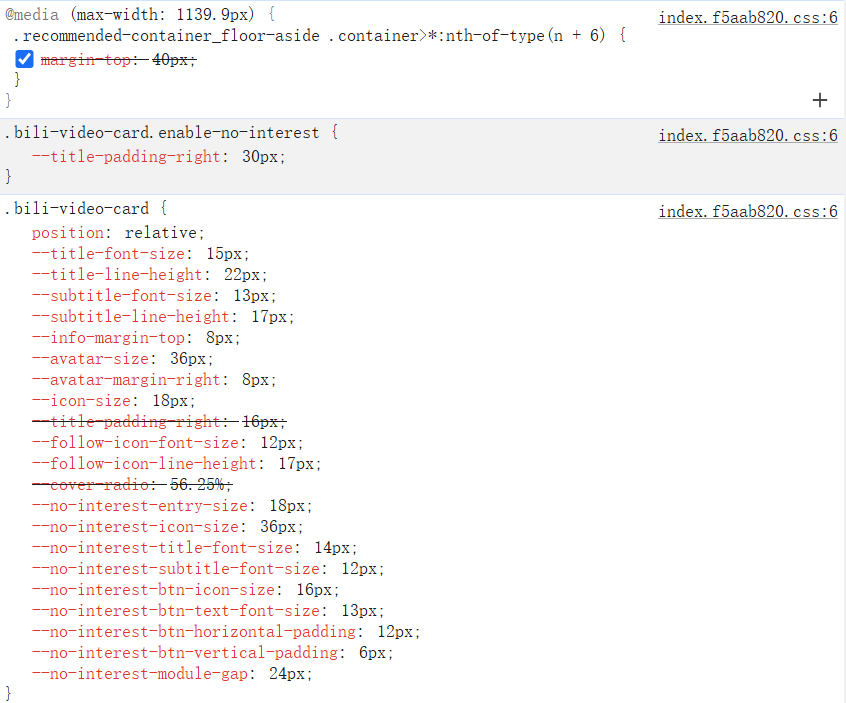 @media (max-width: 1139.9px) {
index.f5aab820.css:6
.recommended-container_floor-aside .container>*:nth-of-type(n + 6) {
margin-top: 40px;
}
}
.bili-video-card.enable-no-interest {
index.f5aab820.css:6
--title-padding-right: 30px;
}
.bili-video-card {
index.f5aab820.css:6
position: relative;
--title-font-size: 15px;
--title-line-height: 22px;
--subtitle-font-size: 13px;
--subtitle-line-height: 17px;
--info-margin-top: 8px;
--avatar-size: 36px;
--avatar-margin-right: 8px;
--icon-size: 18px;
--title-padding-right: 16px;
--follow-icon-font-size: 12px;
--follow-icon-line-height: 17px;
--cover-radio: 56.25%;
--no-interest-entry-size: 18px;
--no-interest-icon-size: 36px;
--no-interest-title-font-size: 14px;
--no-interest-subtitle-font-size: 12px;
--no-interest-btn-icon-size: 16px;
--no-interest-btn-text-font-size: 13px;
--no-interest-btn-horizontal-padding: 12px;
--no-interest-btn-vertical-padding: 6px;
--no-interest-module-gap: 24px;
}